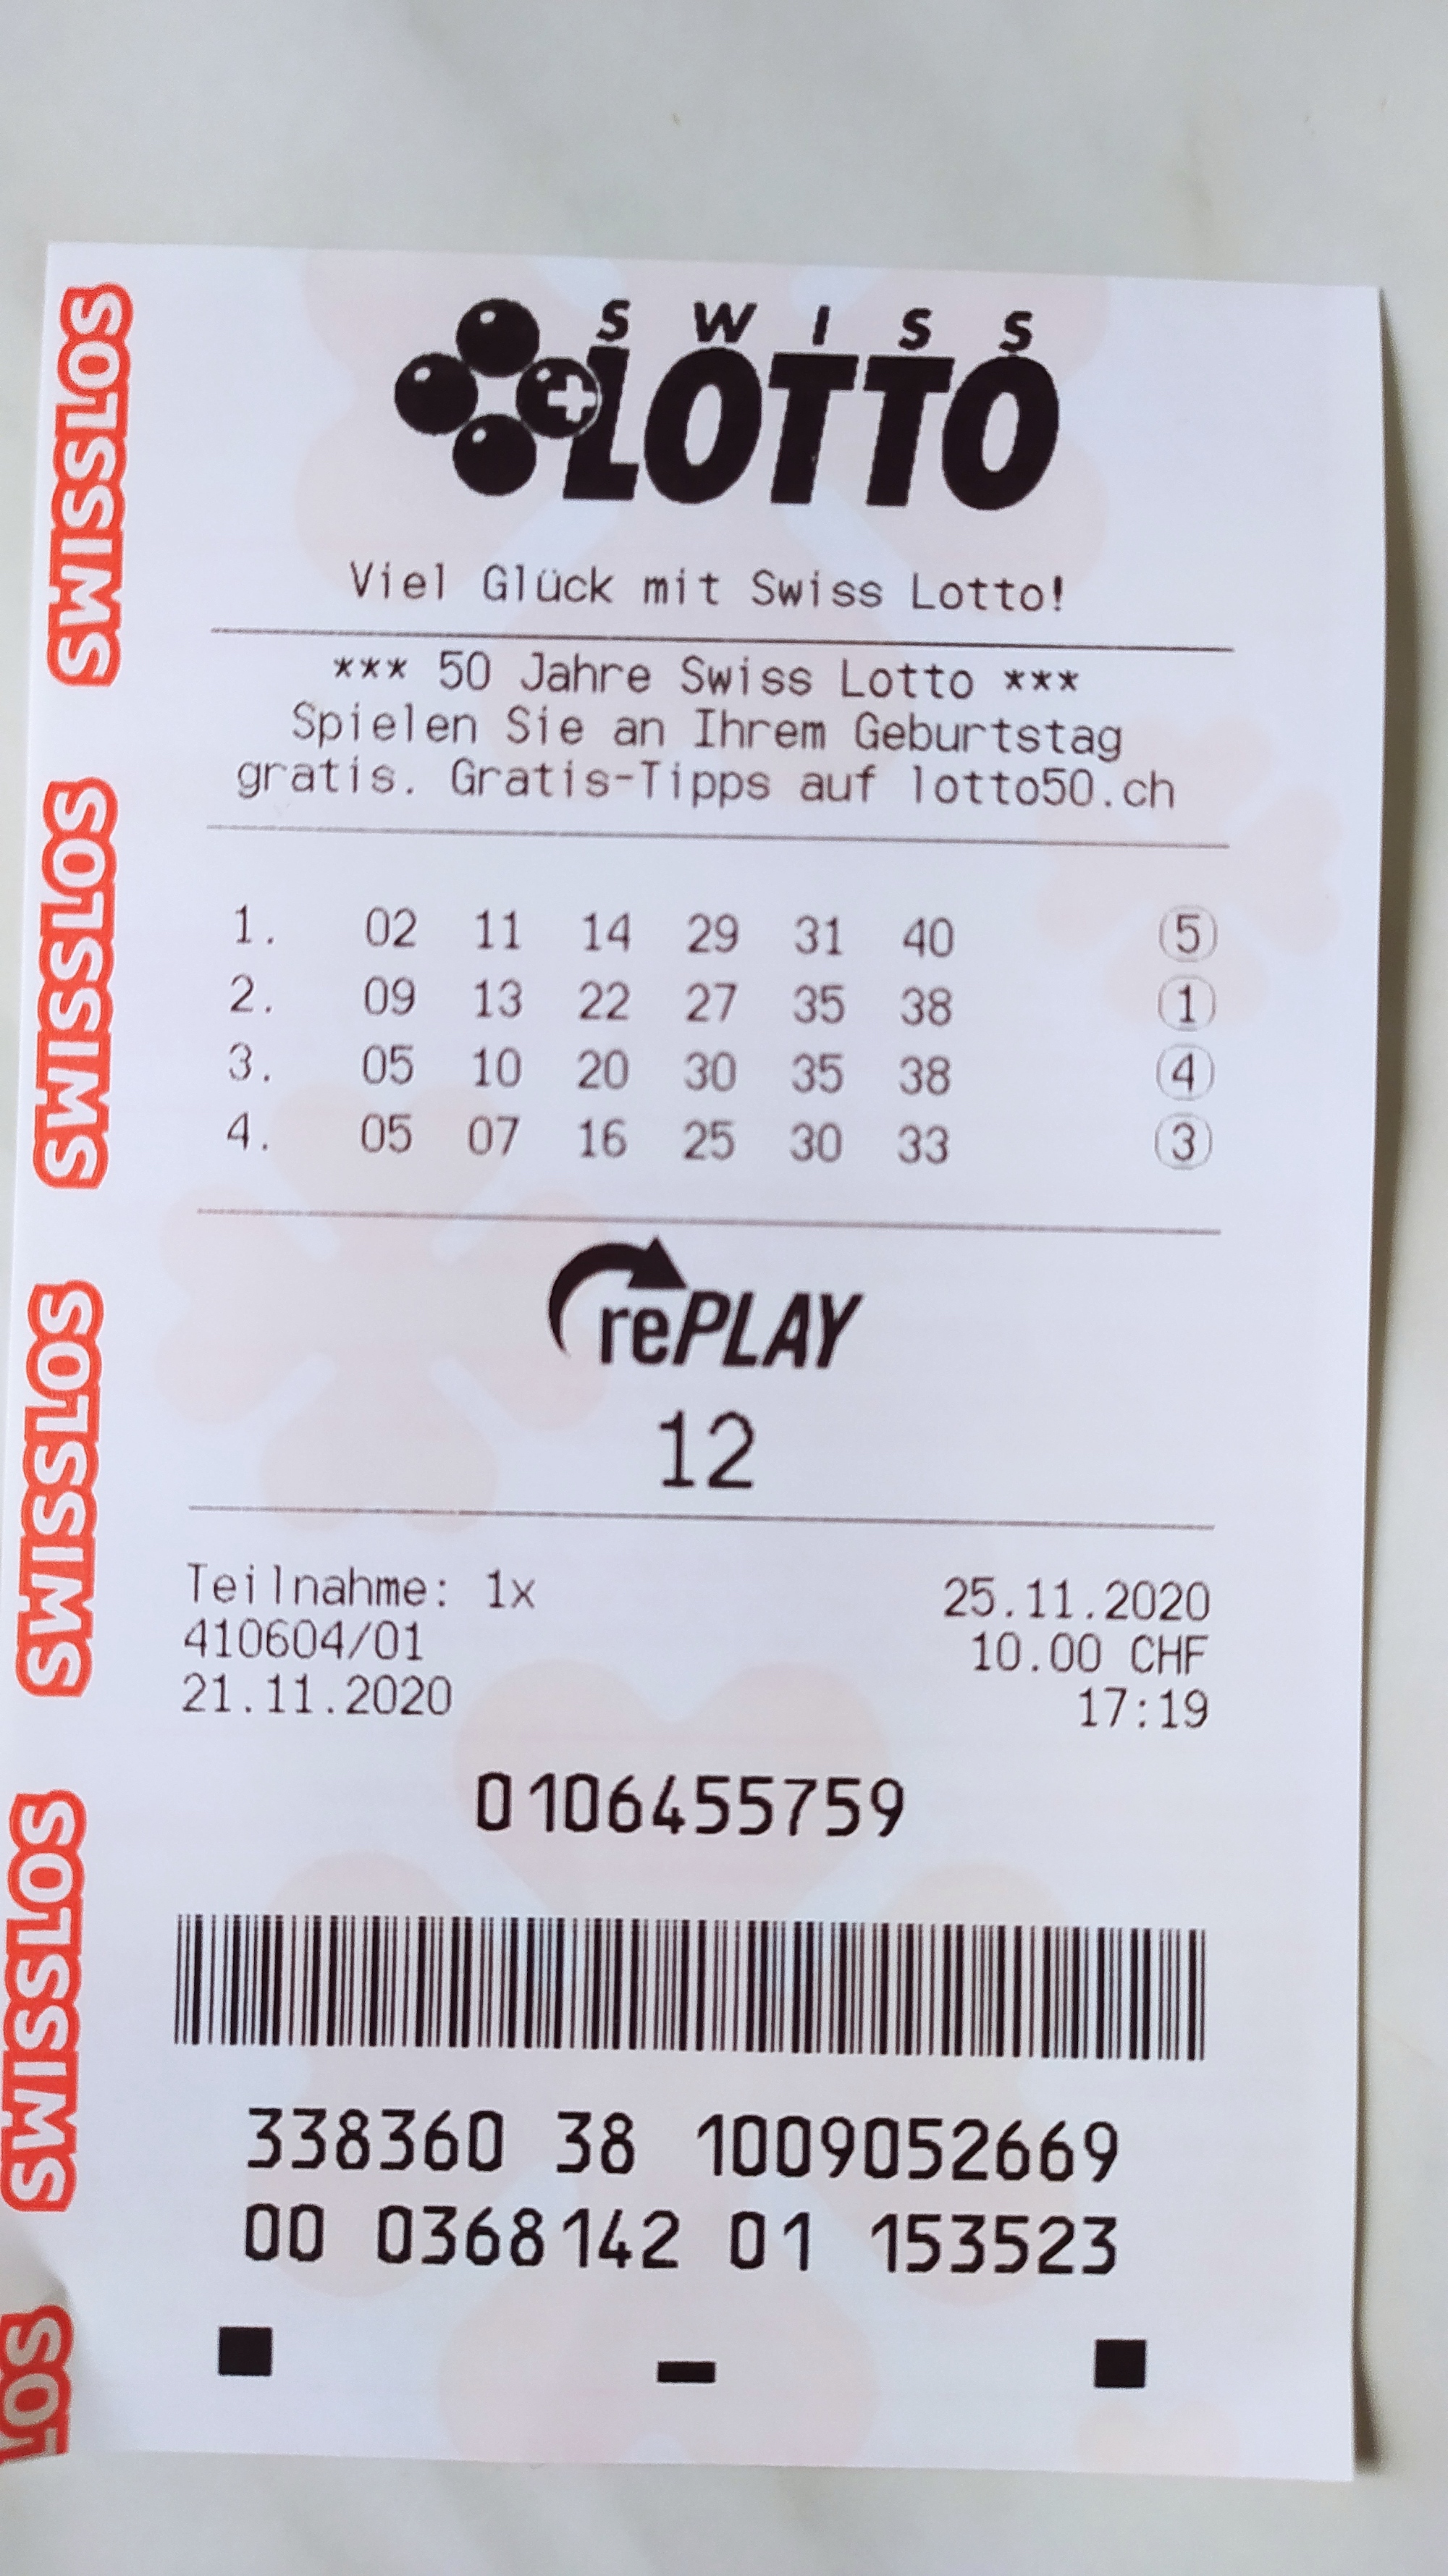 SWISS
LOTTO
Viel Glück mit Swiss Lotto!
*** 50 Jahre Swiss Lotto ***
Spielen Sie an Ihrem Geburtstag
gratis. Gratis-Tipps auf lotto50.ch
1. 02 11 14 29 31 40 5
2. 09 13 22 27 35 38 1
3. 05 10 20 30 35 38 4
4. 05 07 16 25 30 33 3
rePLAY
12
Teilnahme: 1x 25.11.2020
410604/01 10.00 CHF
21.11.2020 17:19
0106455759
338360 38 1009052669
00 0368142 01 153523
SWISSLOS
SWISSLOS
SWISSLOS
SWISSLOS
LOS